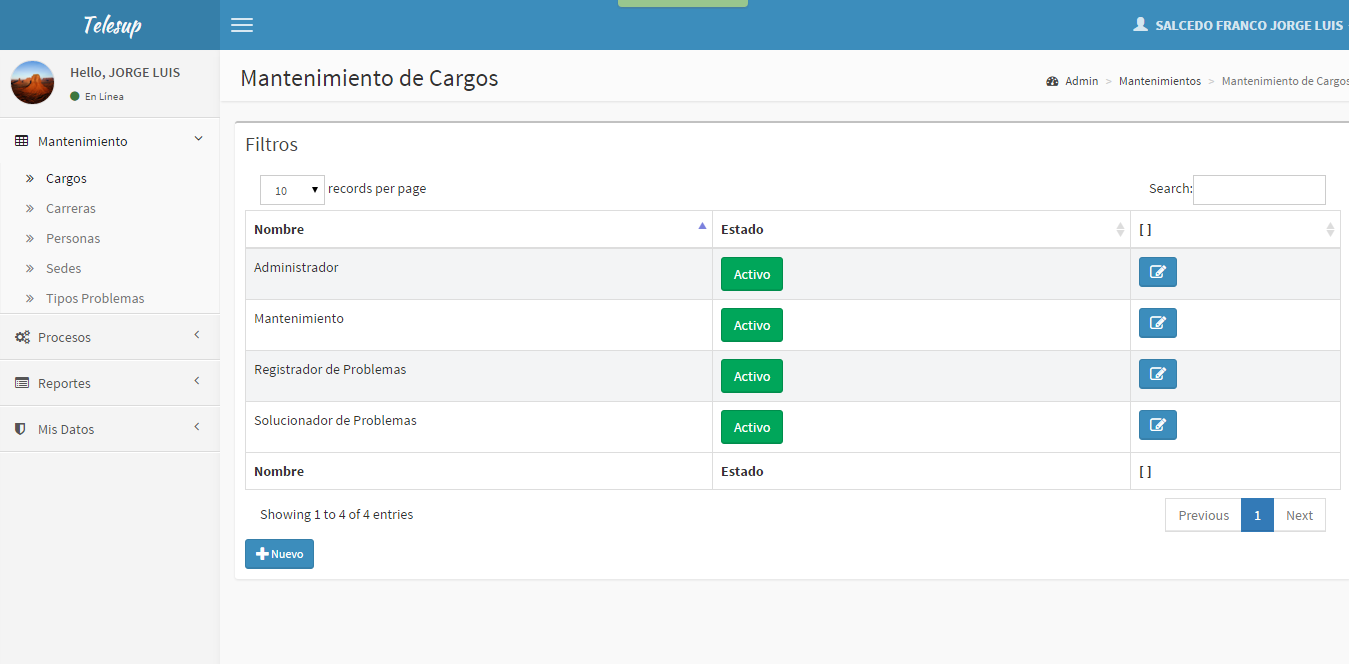 Telesup
SALCEDO FRANCO JORGE LUIS
Hello, JORGE LUIS
En Línea
Mantenimiento
Cargos
Carreras
Personas
Sedes
Tipos Problemas
Procesos
Reportes
Mis Datos
Mantenimiento de Cargos
Admin > Mantenimientos > Mantenimiento de Cargos
Filtros
10 records per page
Search:
Nombre Estado [ ]
Administrador Activo
Mantenimiento Activo
Registrador de Problemas Activo
Solucionador de Problemas Activo
Nombre Estado [ ]
Showing 1 to 4 of 4 entries
Previous 1 Next
Nuevo